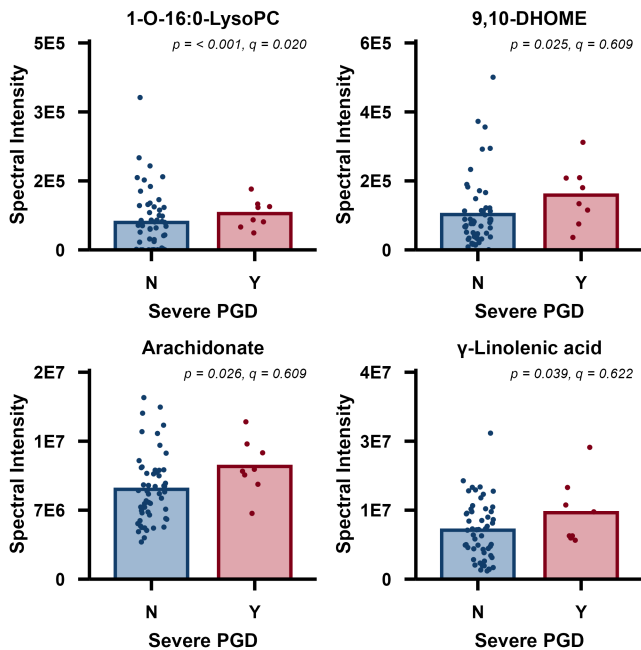 1-O-16:0-LysoPC
p = < 0.001, q = 0.020
Spectral Intensity
5E5
3E5
2E5
0
N Y
Severe PGD
9,10-DHOME
p = 0.025, q = 0.609
Spectral Intensity
6E5
4E5
2E5
0
N Y
Severe PGD
Arachidonate
p = 0.026, q = 0.609
Spectral Intensity
2E7
1E7
7E6
0
N Y
Severe PGD
γ-Linolenic acid
p = 0.039, q = 0.622
Spectral Intensity
4E7
3E7
1E7
0
N Y
Severe PGD